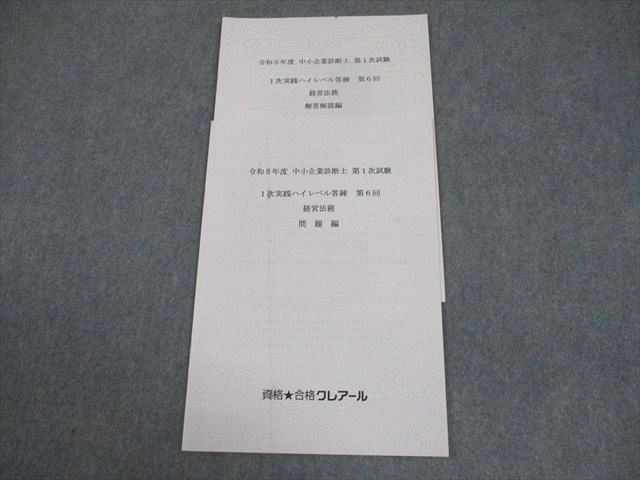 令和5年度 中小企業診断士 第1次試験
1次実践ハイレベル答練 第6回
経営法務
解答解説編
令和5年度 中小企業診断士 第1次試験
1次実践ハイレベル答練 第6回
経営法務
問 題 編
資格★合格クレアール